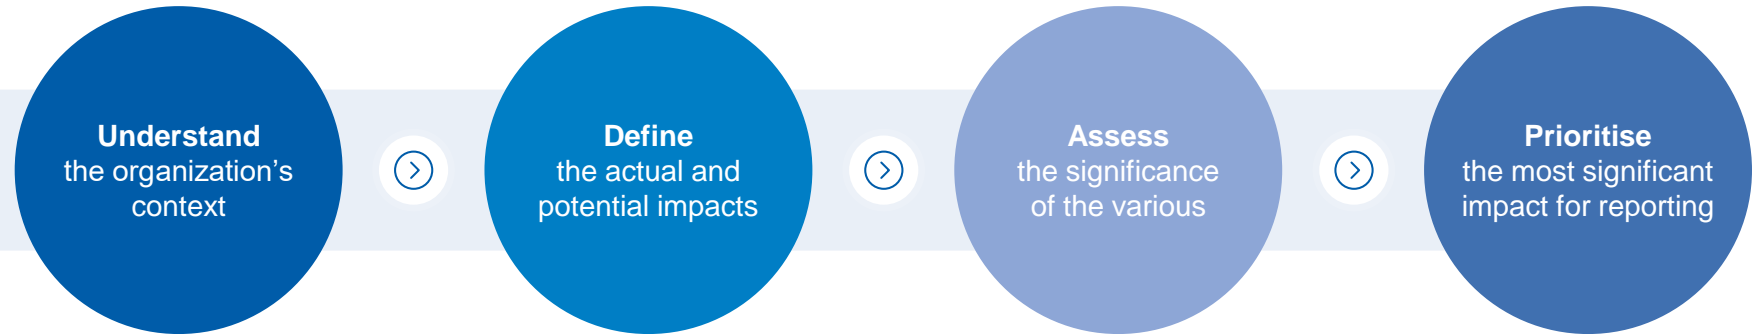 Understand
the organization's
context
Define
the actual and
potential impacts
Assess
the significance
of the various
Prioritise
the most significant
impact for reporting